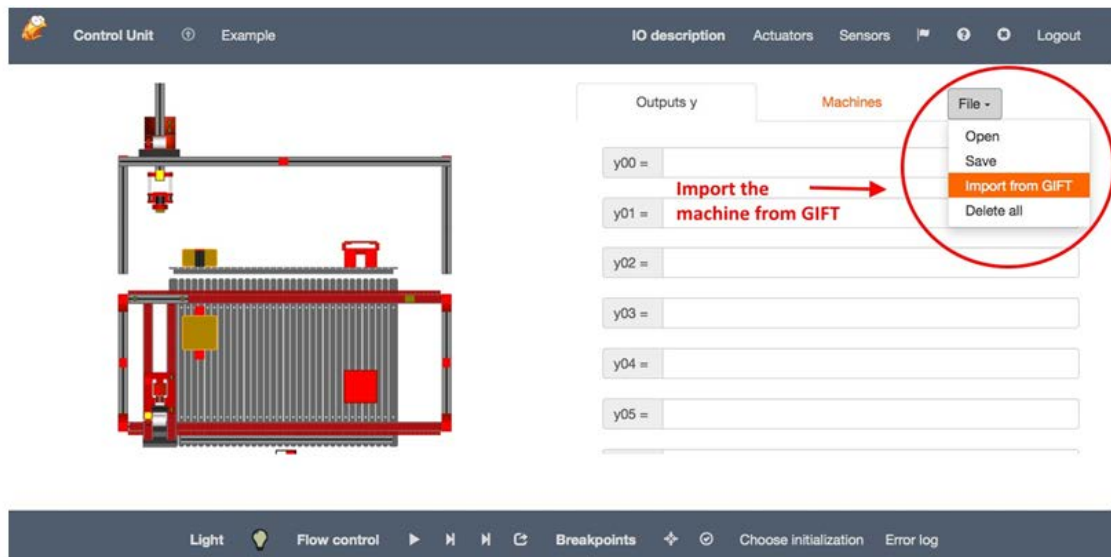 Control Unit Example IO description Actuators Sensors Logout
Outputs y Machines File
Open
Save
Import from GIFT
Delete all
y00 =
Import the
machine from GIFT
y01 =
y02 =
y03 =
y04 =
y05 =
Light Flow control Breakpoints Choose initialization Error log